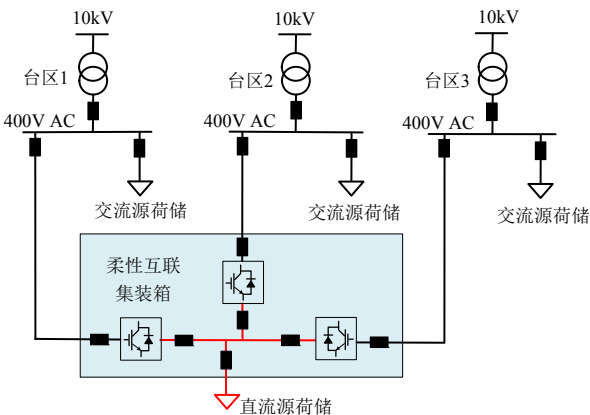 10kV
10kV
10kV
台区1
台区2
台区3
400V AC
400V AC
400V AC
交流源荷储
交流源荷储
交流源荷储
柔性互联
集装箱
直流源荷储